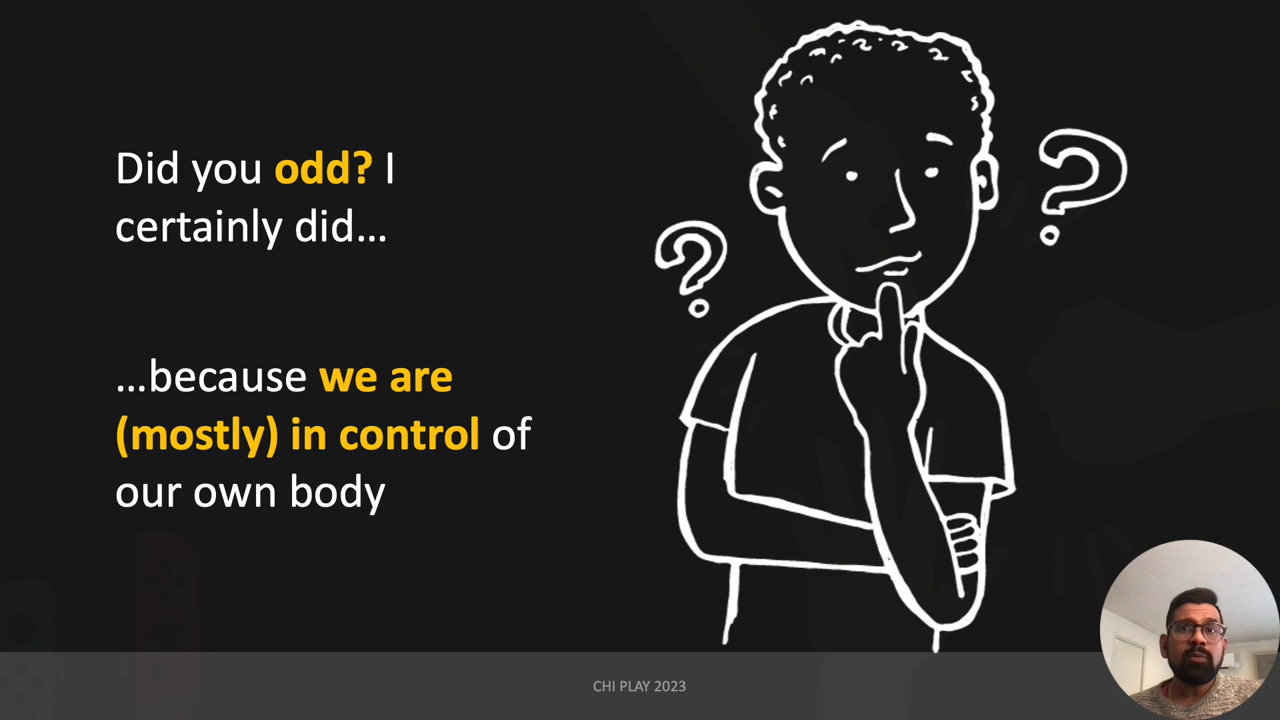 Did you odd? I
certainly did...
...because we are
(mostly) in control of
our own body
?
?
CHI PLAY 2023